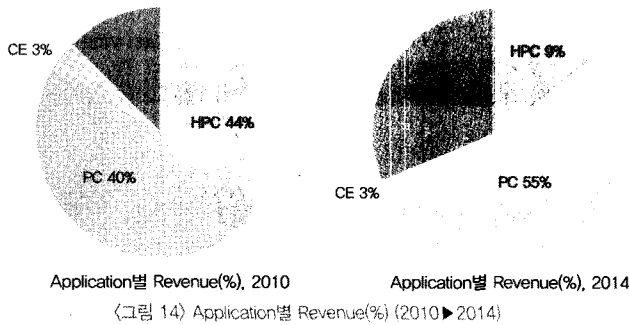 CE 3%
HDTV 13%
HPC 44%
PC 40%
HPC 9%
CE 3%
PC 55%
Application별 Revenue(%), 2010
Application별 Revenue(%), 2014
〈그림 14〉 Application별 Revenue(%) (2010▶2014)